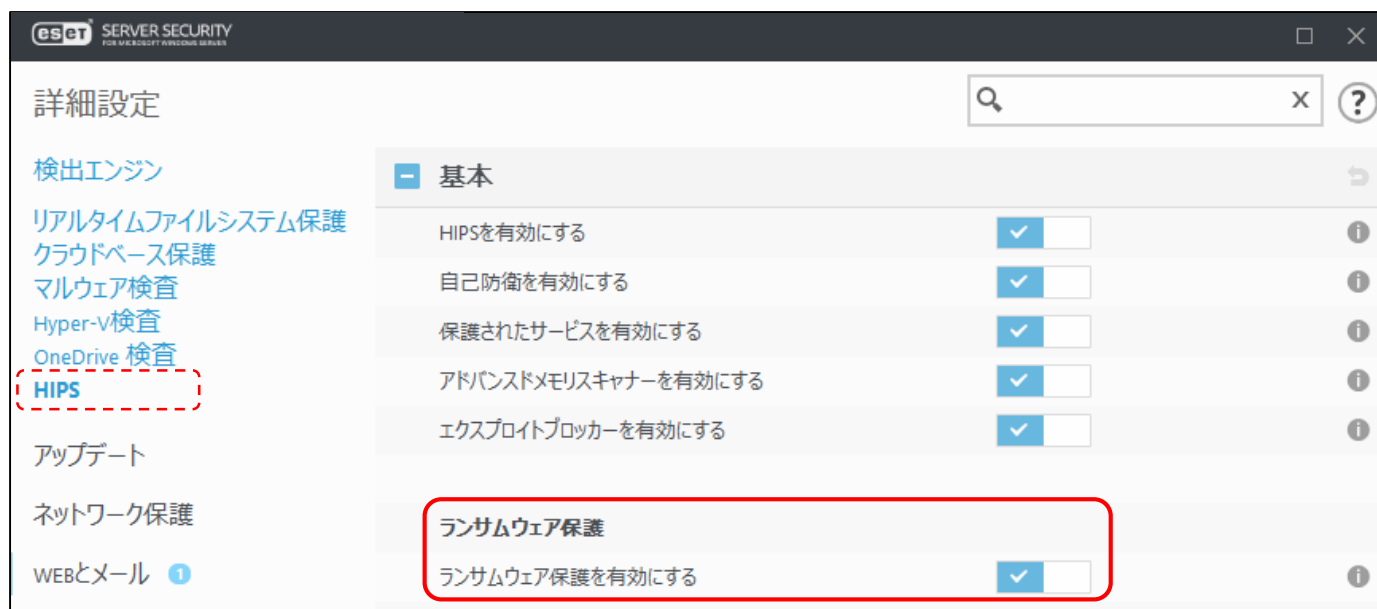 eset SERVER SECURITY
FOR MICROSOFT WINDOWS SERVER
詳細設定
検出エンジン
リアルタイムファイルシステム保護
クラウドベース保護
マルウェア検査
Hyper-V検査
OneDrive 検査
HIPS
アップデート
ネットワーク保護
WEBとメール 1
基本
HIPSを有効にする
自己防衛を有効にする
保護されたサービスを有効にする
アドバンスドメモリスキャナーを有効にする
エクスプロイトブロッカーを有効にする
ランサムウェア保護
ランサムウェア保護を有効にする